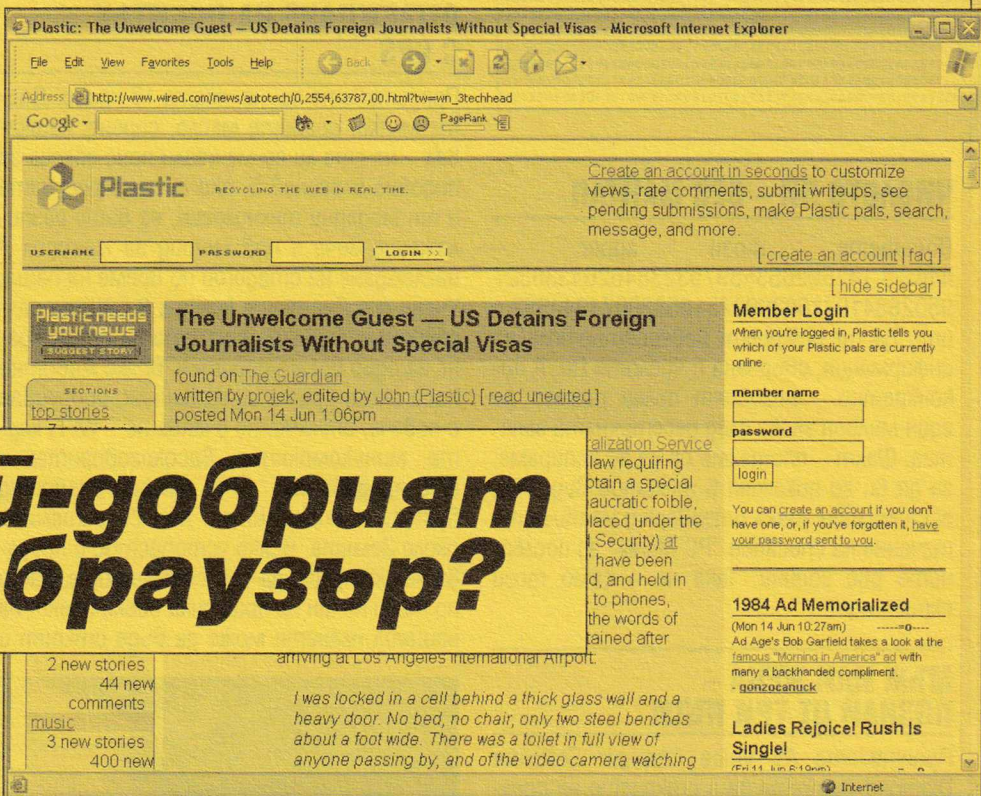 Plastic: The Unwelcome Guest — US Detains Foreign Journalists Without Special Visas - Microsoft Internet Explorer
File Edit View Favorites Tools Help
Back
Address http://www.wired.com/news/autotech/0,2554,63787,00.html?tw=wn_3techhead
Google
PageRank
Plastic RECYCLING THE WEB IN REAL TIME.
Create an account in seconds to customize
views, rate comments, submit writeups, see
pending submissions, make Plastic pals, search,
message, and more.
USERNAME PASSWORD LOGIN >>
[ create an account | faq ]
[ hide sidebar ]
Plastic needs
your news
SUGGEST STORY
SECTIONS
top stories
The Unwelcome Guest — US Detains Foreign
Journalists Without Special Visas
found on The Guardian
written by projek, edited by John (Plastic) [ read unedited ]
posted Mon 14 Jun 1:06pm
ralization Service
law requiring
btain a special
aucratic foible,
laced under the
Security) at
have been
d, and held in
to phones,
the words of
tained after
arriving at Los Angeles International Airport:
й-добрият
браузър?
2 new stories
44 new
comments
music
3 new stories
400 new
I was locked in a cell behind a thick glass wall and a
heavy door. No bed, no chair, only two steel benches
about a foot wide. There was a toilet in full view of
anyone passing by, and of the video camera watching
Member Login
When you're logged in, Plastic tells you
which of your Plastic pals are currently
online.
member name
password
login
You can create an account if you don't
have one, or, if you've forgotten it, have
your password sent to you.
1984 Ad Memorialized
(Mon 14 Jun 10:27am) -----=o----
Ad Age's Bob Garfield takes a look at the
famous "Morning in America" ad with
many a backhanded compliment.
- gonzocanuck
Ladies Rejoice! Rush Is
Single!
(Fri 11 Jun 6:19pm)
Internet